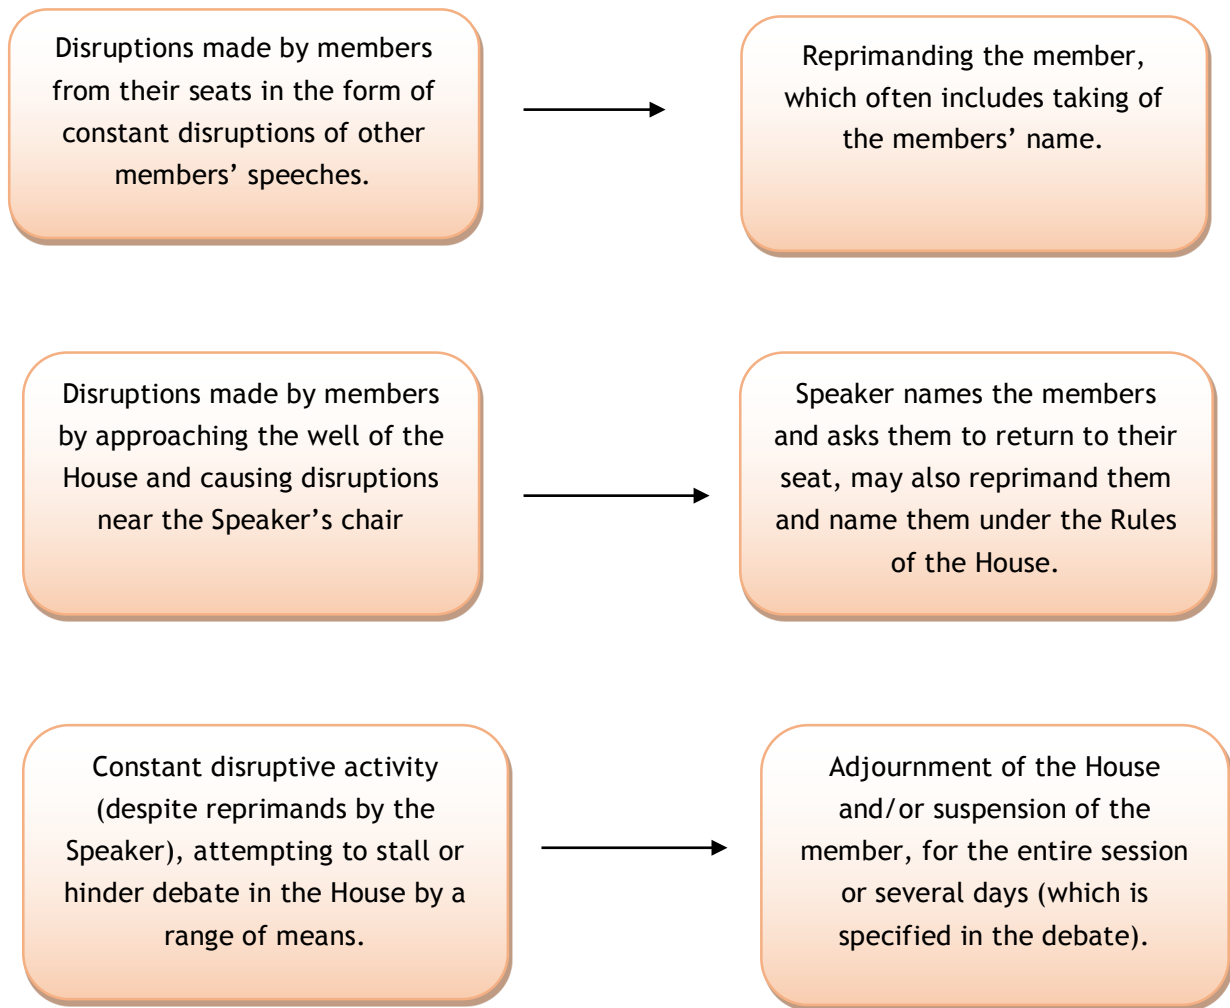 Disruptions made by members
from their seats in the form of
constant disruptions of other
members’ speeches.
Reprimanding the member,
which often includes taking of
the members’ name.
Disruptions made by members
by approaching the well of the
House and causing disruptions
near the Speaker’s chair
Speaker names the members
and asks them to return to their
seat, may also reprimand them
and name them under the Rules
of the House.
Constant disruptive activity
(despite reprimands by the
Speaker), attempting to stall or
hinder debate in the House by a
range of means.
Adjournment of the House
and/or suspension of the
member, for the entire session
or several days (which is
specified in the debate).